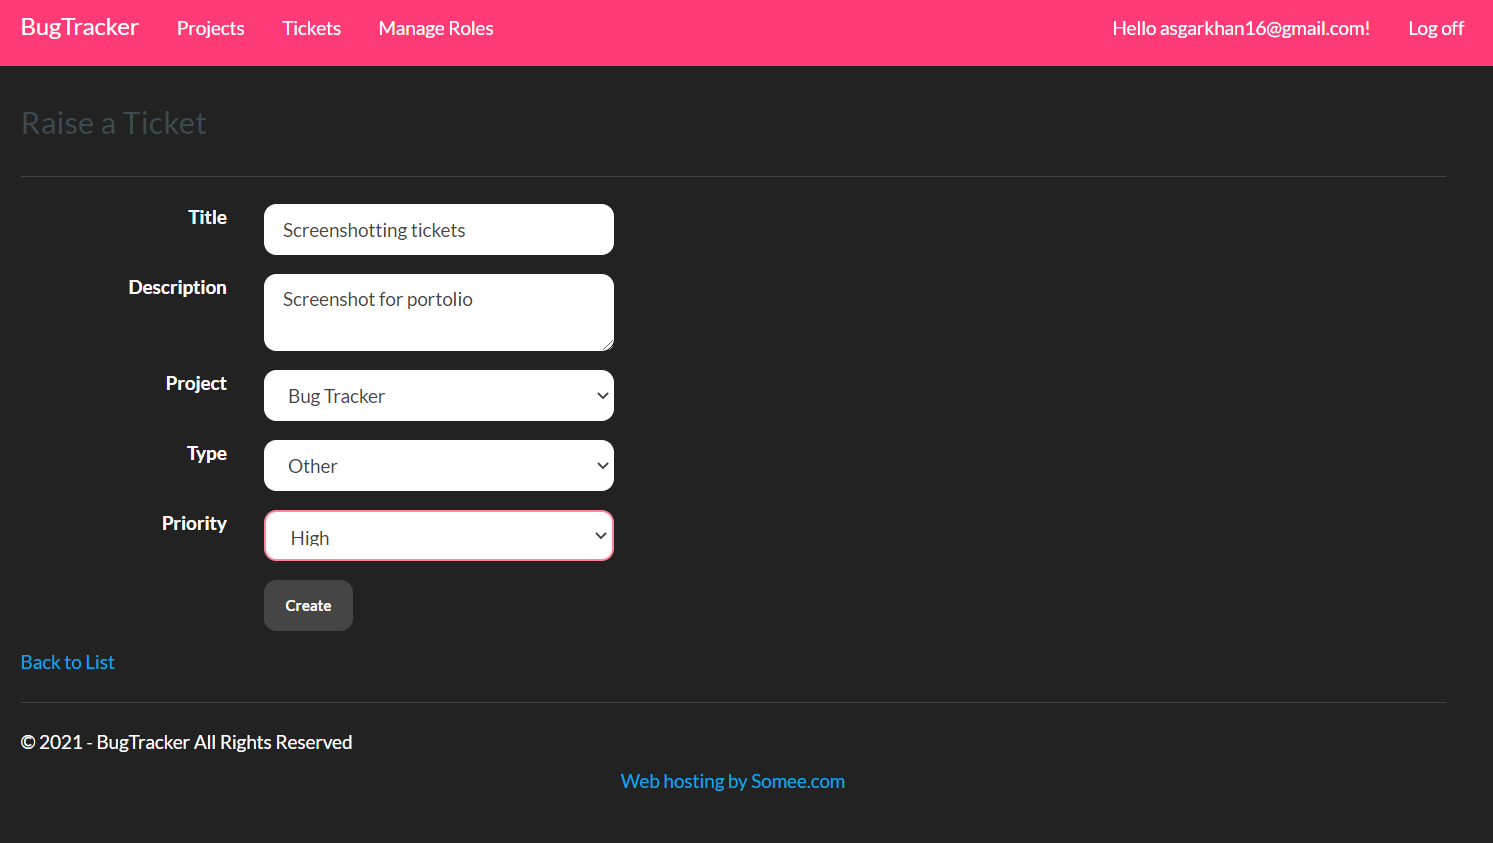 BugTracker Projects Tickets Manage Roles Hello asgarkhan16@gmail.com! Log off
Raise a Ticket
Title Screenshotting tickets
Description Screenshot for portolio
Project Bug Tracker
Type Other
Priority High
Create
Back to List
© 2021 - BugTracker All Rights Reserved
Web hosting by Somee.com